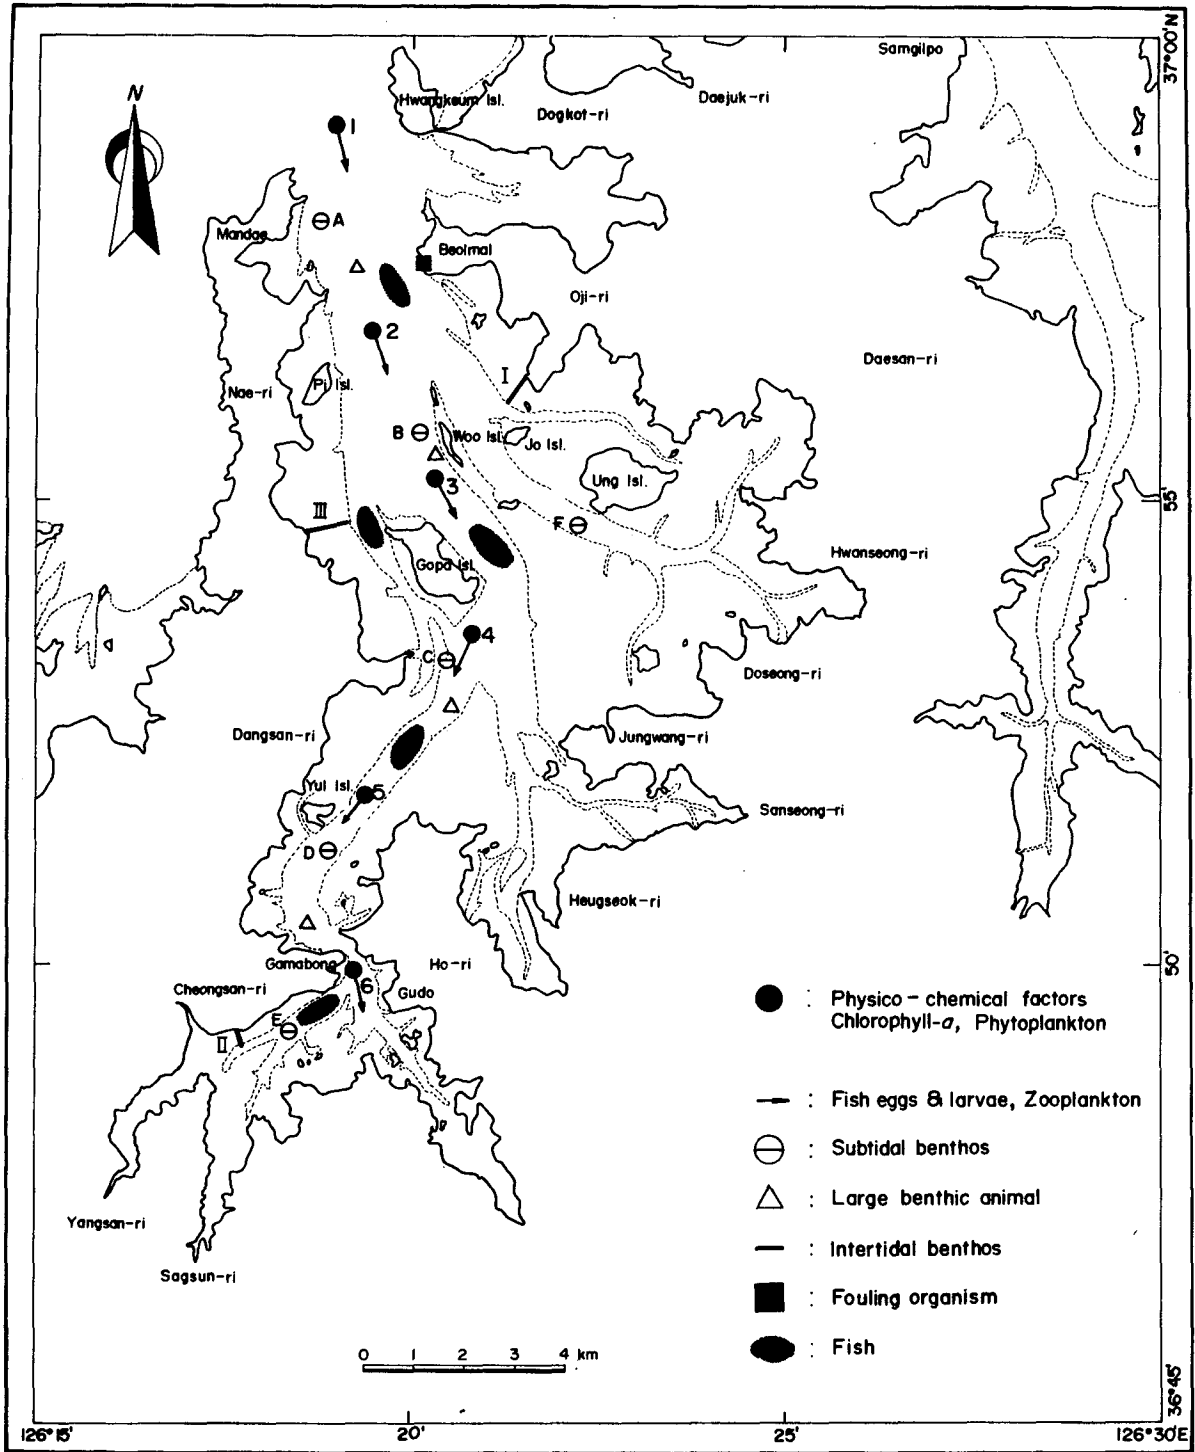 37°00'N
Samgilpo
N
Hwangkeum Isl.
Daejuk-ri
Dogkot-ri
1
A
Mandae
Beolmal
Oji-ri
2
Daesan-ri
I
Nae-ri
Pi Isl.
B
Woo Isl.
Jo Isl.
Ung Isl.
3
55'
III
F
Hwanseong-ri
Gopa Isl.
4
C
Doseong-ri
Dangsan-ri
Jungwang-ri
Yul Isl.
5
Sanseong-ri
D
Heugseok-ri
Gamabong
Ho-ri
50'
Cheongsan-ri
6
Gudo
E
II
Yangsan-ri
Sagsun-ri
: Physico-chemical factors
Chlorophyll-a, Phytoplankton
: Fish eggs & larvae, Zooplankton
: Subtidal benthos
: Large benthic animal
: Intertidal benthos
: Fouling organism
: Fish
0 1 2 3 4 km
36°45'
126°15' 20' 25' 126°30'E